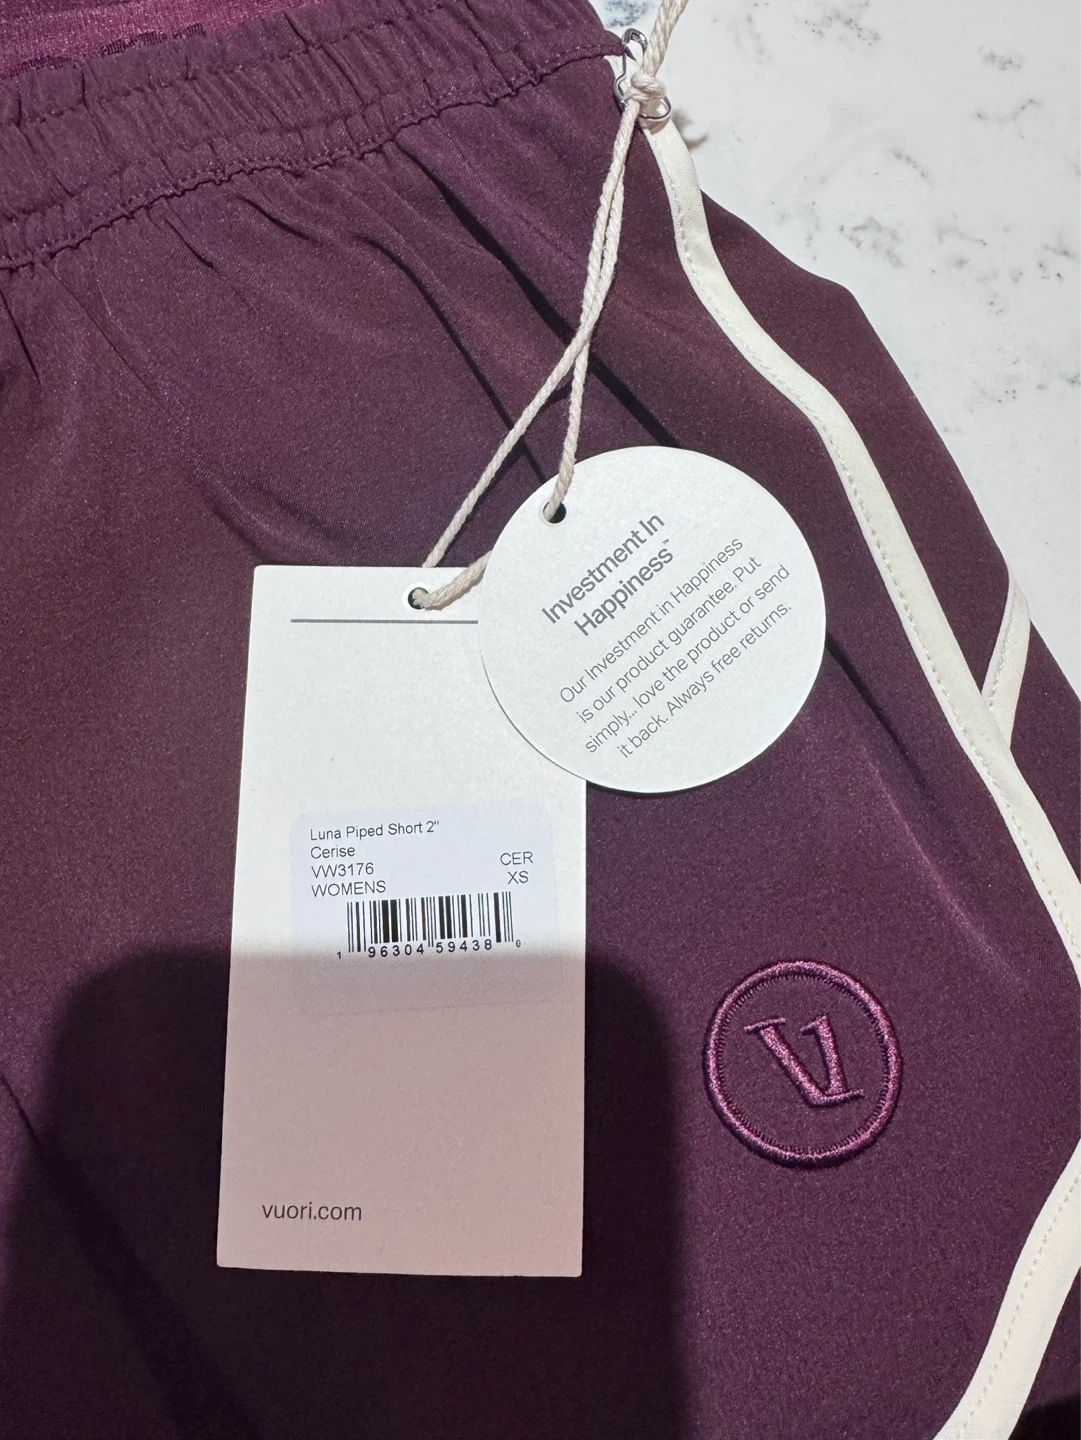 Investment In
Happiness™
Our Investment in Happiness
is our product guarantee. Put
simply... love the product or send
it back. Always free returns.
Luna Piped Short 2"
Cerise
VW3176 CER
WOMENS XS
1 96304 59438 0
V
vuori.com